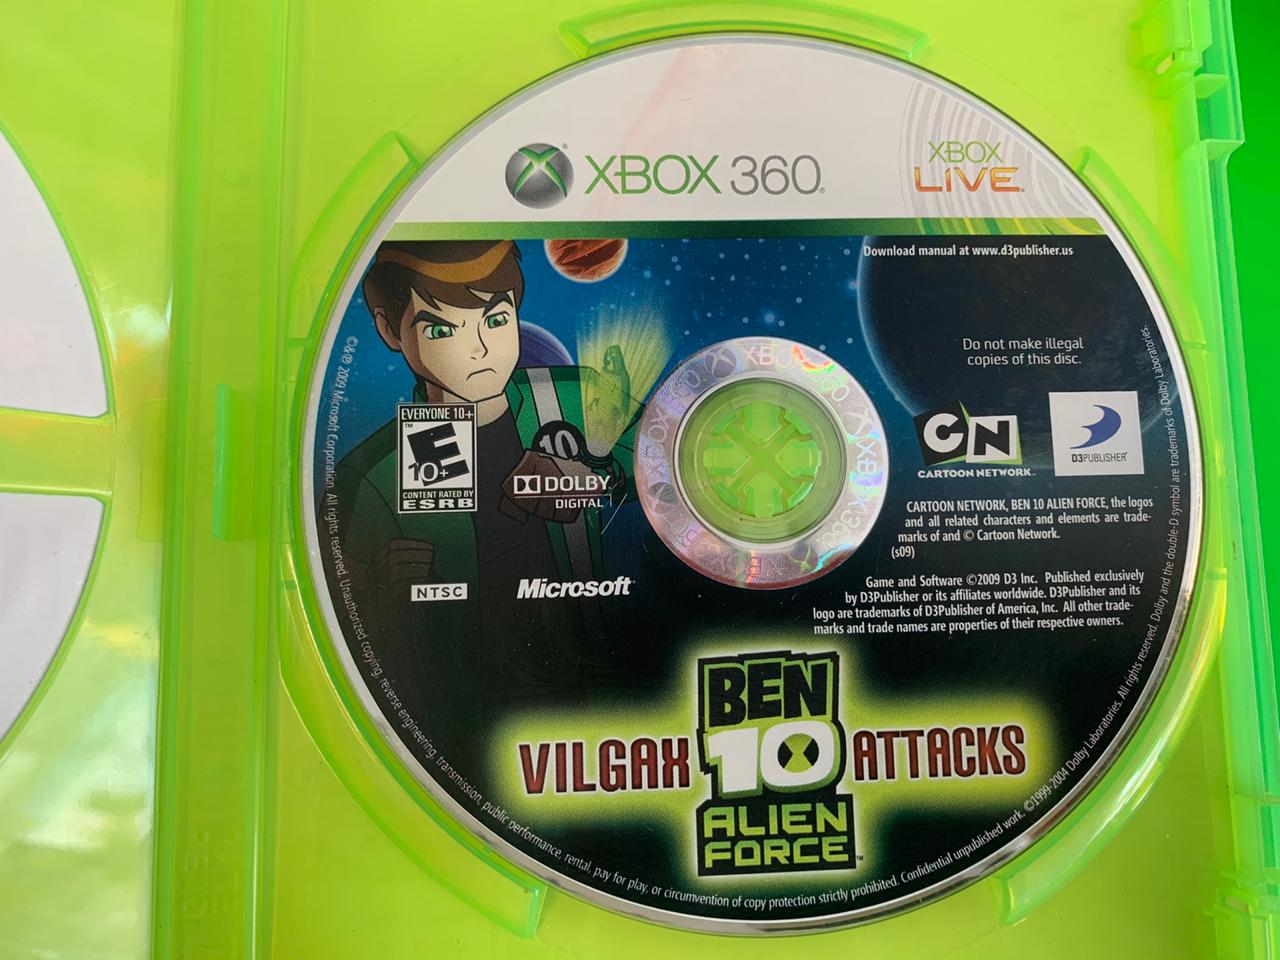 XBOX 360®
XBOX
LIVE
Download manual at www.d3publisher.us
Do not make illegal
copies of this disc.
EVERYONE 10+
E
10+
CONTENT RATED BY
ESRB
10
DOLBY
DIGITAL
CN
CARTOON NETWORK™
D3PUBLISHER
CARTOON NETWORK, BEN 10 ALIEN FORCE, the logos
and all related characters and elements are trade-
marks of and © Cartoon Network.
(s09)
NTSC
Microsoft®
Game and Software ©2009 D3 Inc. Published exclusively
by D3Publisher or its affiliates worldwide. D3Publisher and its
logo are trademarks of D3Publisher of America, Inc. All other trade-
marks and trade names are properties of their respective owners.
BEN
VILGAX 10 ATTACKS
ALIEN
FORCE™
©&℗ 2009 Microsoft Corporation. All rights reserved. Unauthorized copying, reverse engineering, transmission, public performance, rental, pay for play, or circumvention of copy protection strictly prohibited. Confidential unpublished work. ©1999-2004 Dolby Laboratories. All rights reserved. Dolby and the double-D symbol are trademarks of Dolby Laboratories.
XBOX 360